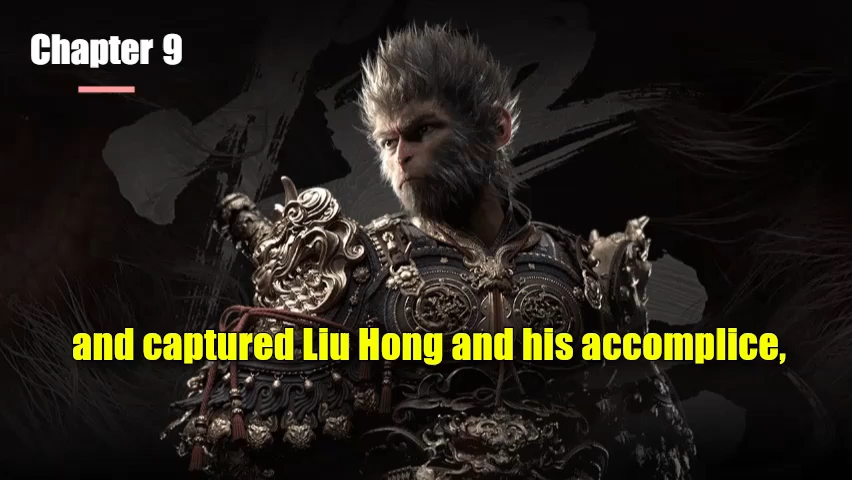 Chapter 9
and captured Liu Hong and his accomplice,